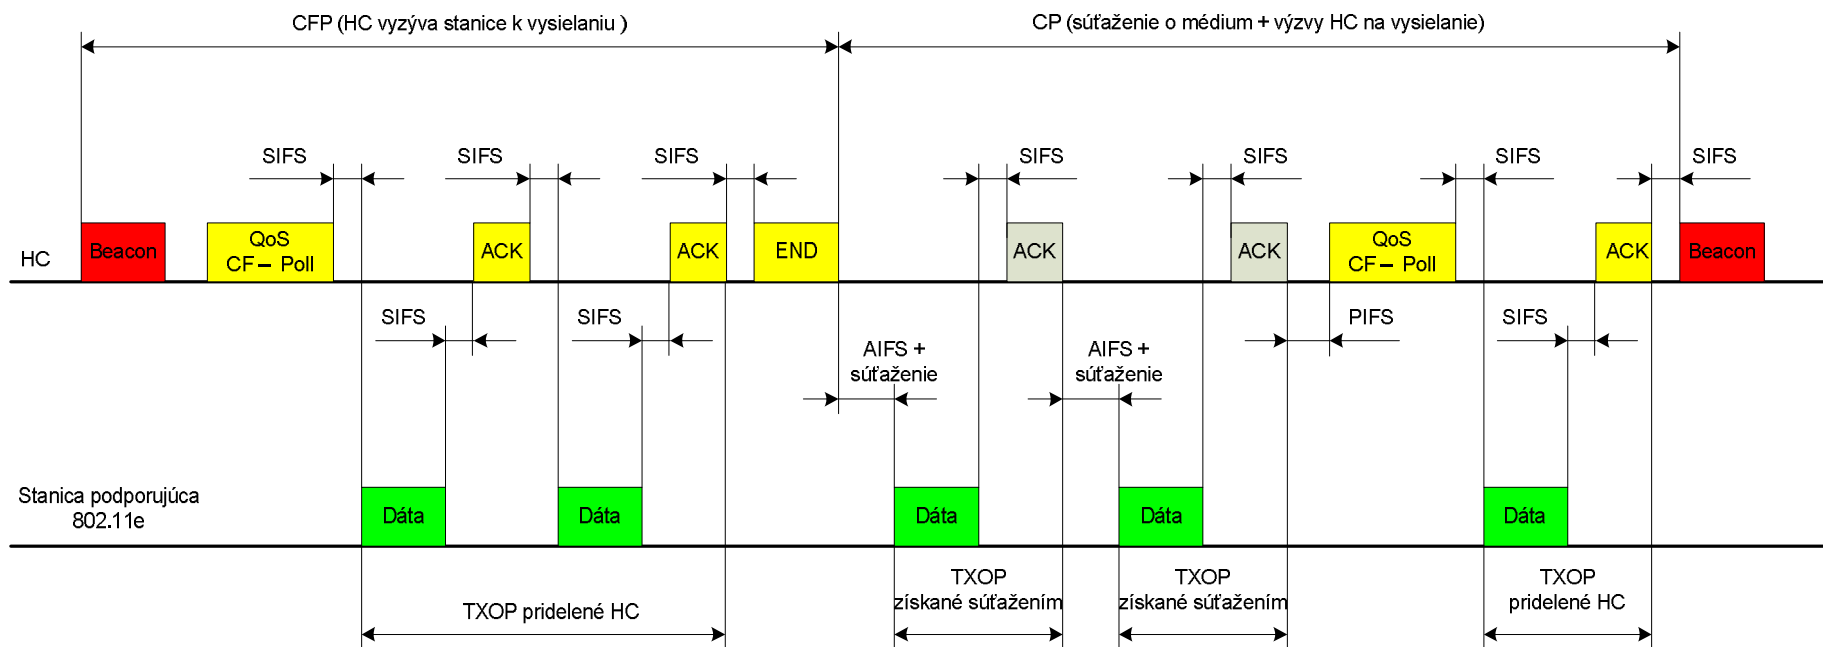 CFP (HC vyzýva stanice k vysielaniu )
CP (súťaženie o médium + výzvy HC na vysielanie)
SIFS
SIFS
SIFS
SIFS
SIFS
SIFS
SIFS
HC
Beacon
QoS
CF – Poll
ACK
ACK
END
ACK
ACK
QoS
CF – Poll
ACK
Beacon
SIFS
SIFS
PIFS
SIFS
AIFS +
súťaženie
AIFS +
súťaženie
Stanica podporujúca
802.11e
Dáta
Dáta
Dáta
Dáta
Dáta
TXOP pridelené HC
TXOP
získané súťažením
TXOP
získané súťažením
TXOP
pridelené HC